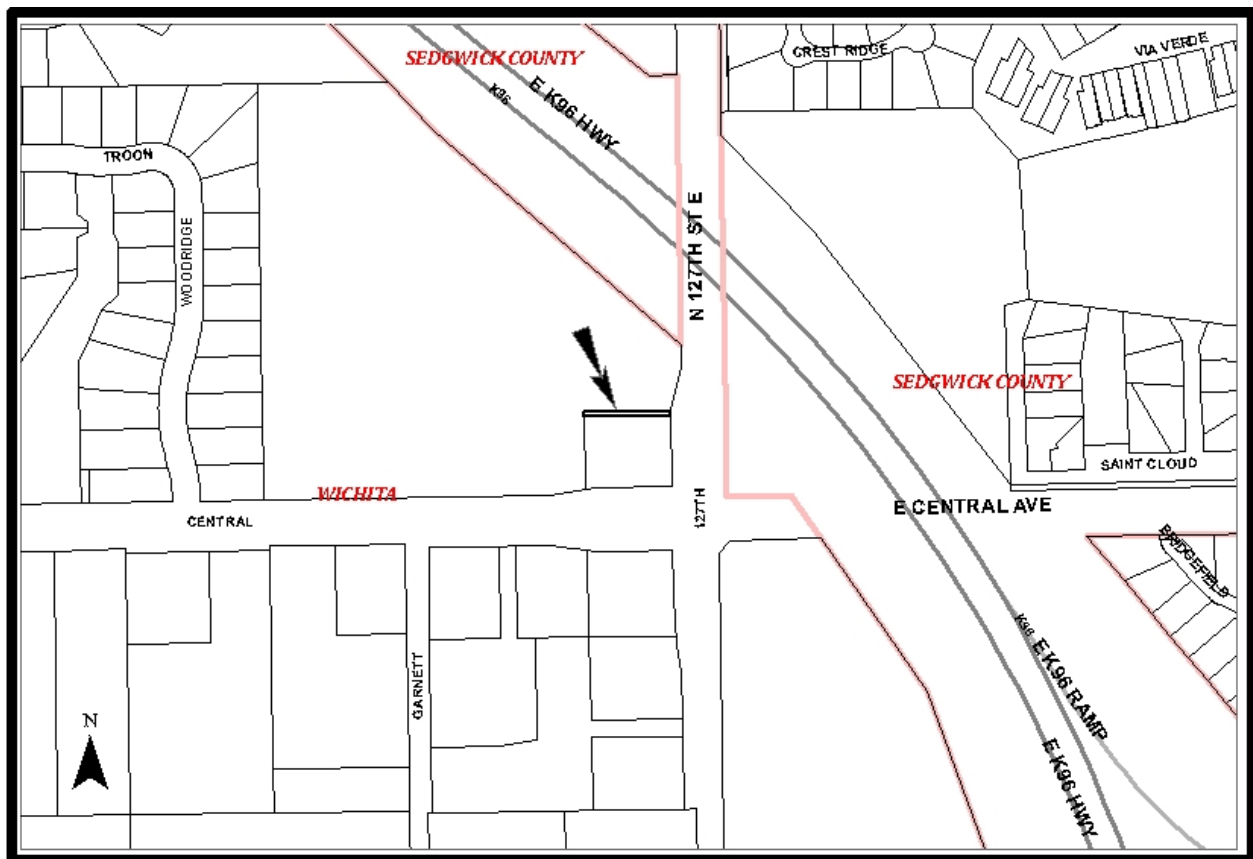 SEDGWICK COUNTY
K96
E K96 HWY
CREST RIDGE
VIA VERDE
TROON
WOODRIDGE
N 127TH ST E
SEDGWICK COUNTY
SAINT CLOUD
WICHITA
CENTRAL
127TH
E CENTRAL AVE
BRIDGEFIELD
GARNETT
K96
E K96 RAMP
E K96 HWY
N